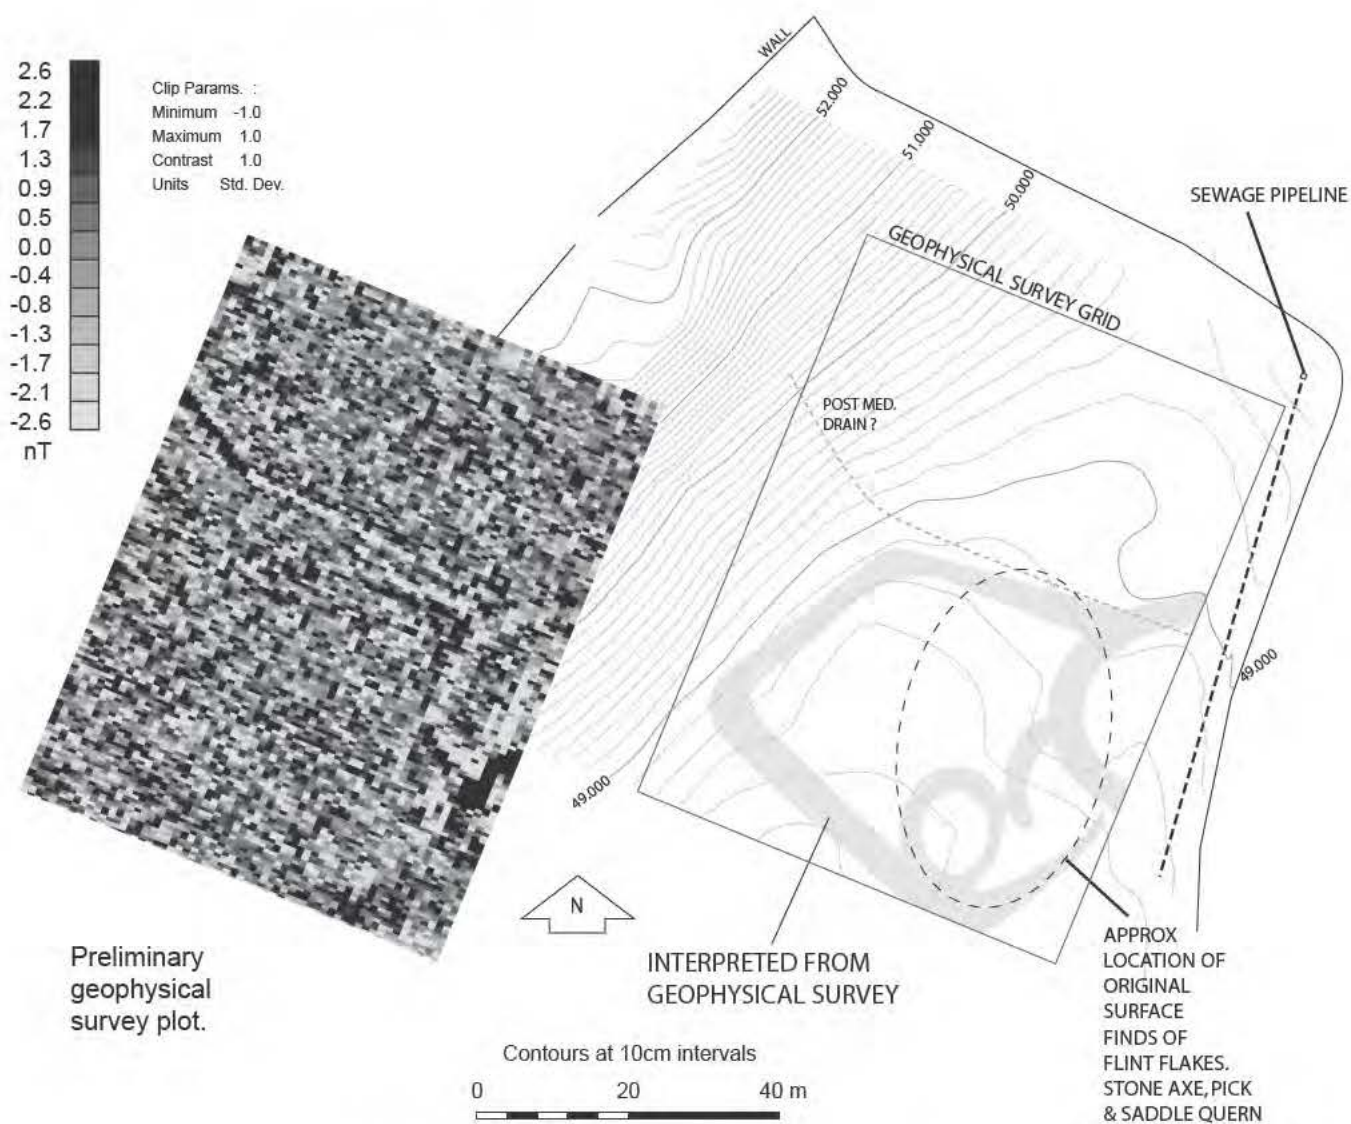 2.6
2.2
1.7
1.3
0.9
0.5
0.0
-0.4
-0.8
-1.3
-1.7
-2.1
-2.6
nT
Clip Params. :
Minimum -1.0
Maximum 1.0
Contrast 1.0
Units Std. Dev.
WALL
52.000
51.000
50.000
SEWAGE PIPELINE
GEOPHYSICAL SURVEY GRID
POST MED.
DRAIN ?
49.000
49.000
N
Preliminary
geophysical
survey plot.
INTERPRETED FROM
GEOPHYSICAL SURVEY
APPROX
LOCATION OF
ORIGINAL
SURFACE
FINDS OF
FLINT FLAKES.
STONE AXE, PICK
& SADDLE QUERN
Contours at 10cm intervals
0 20 40 m